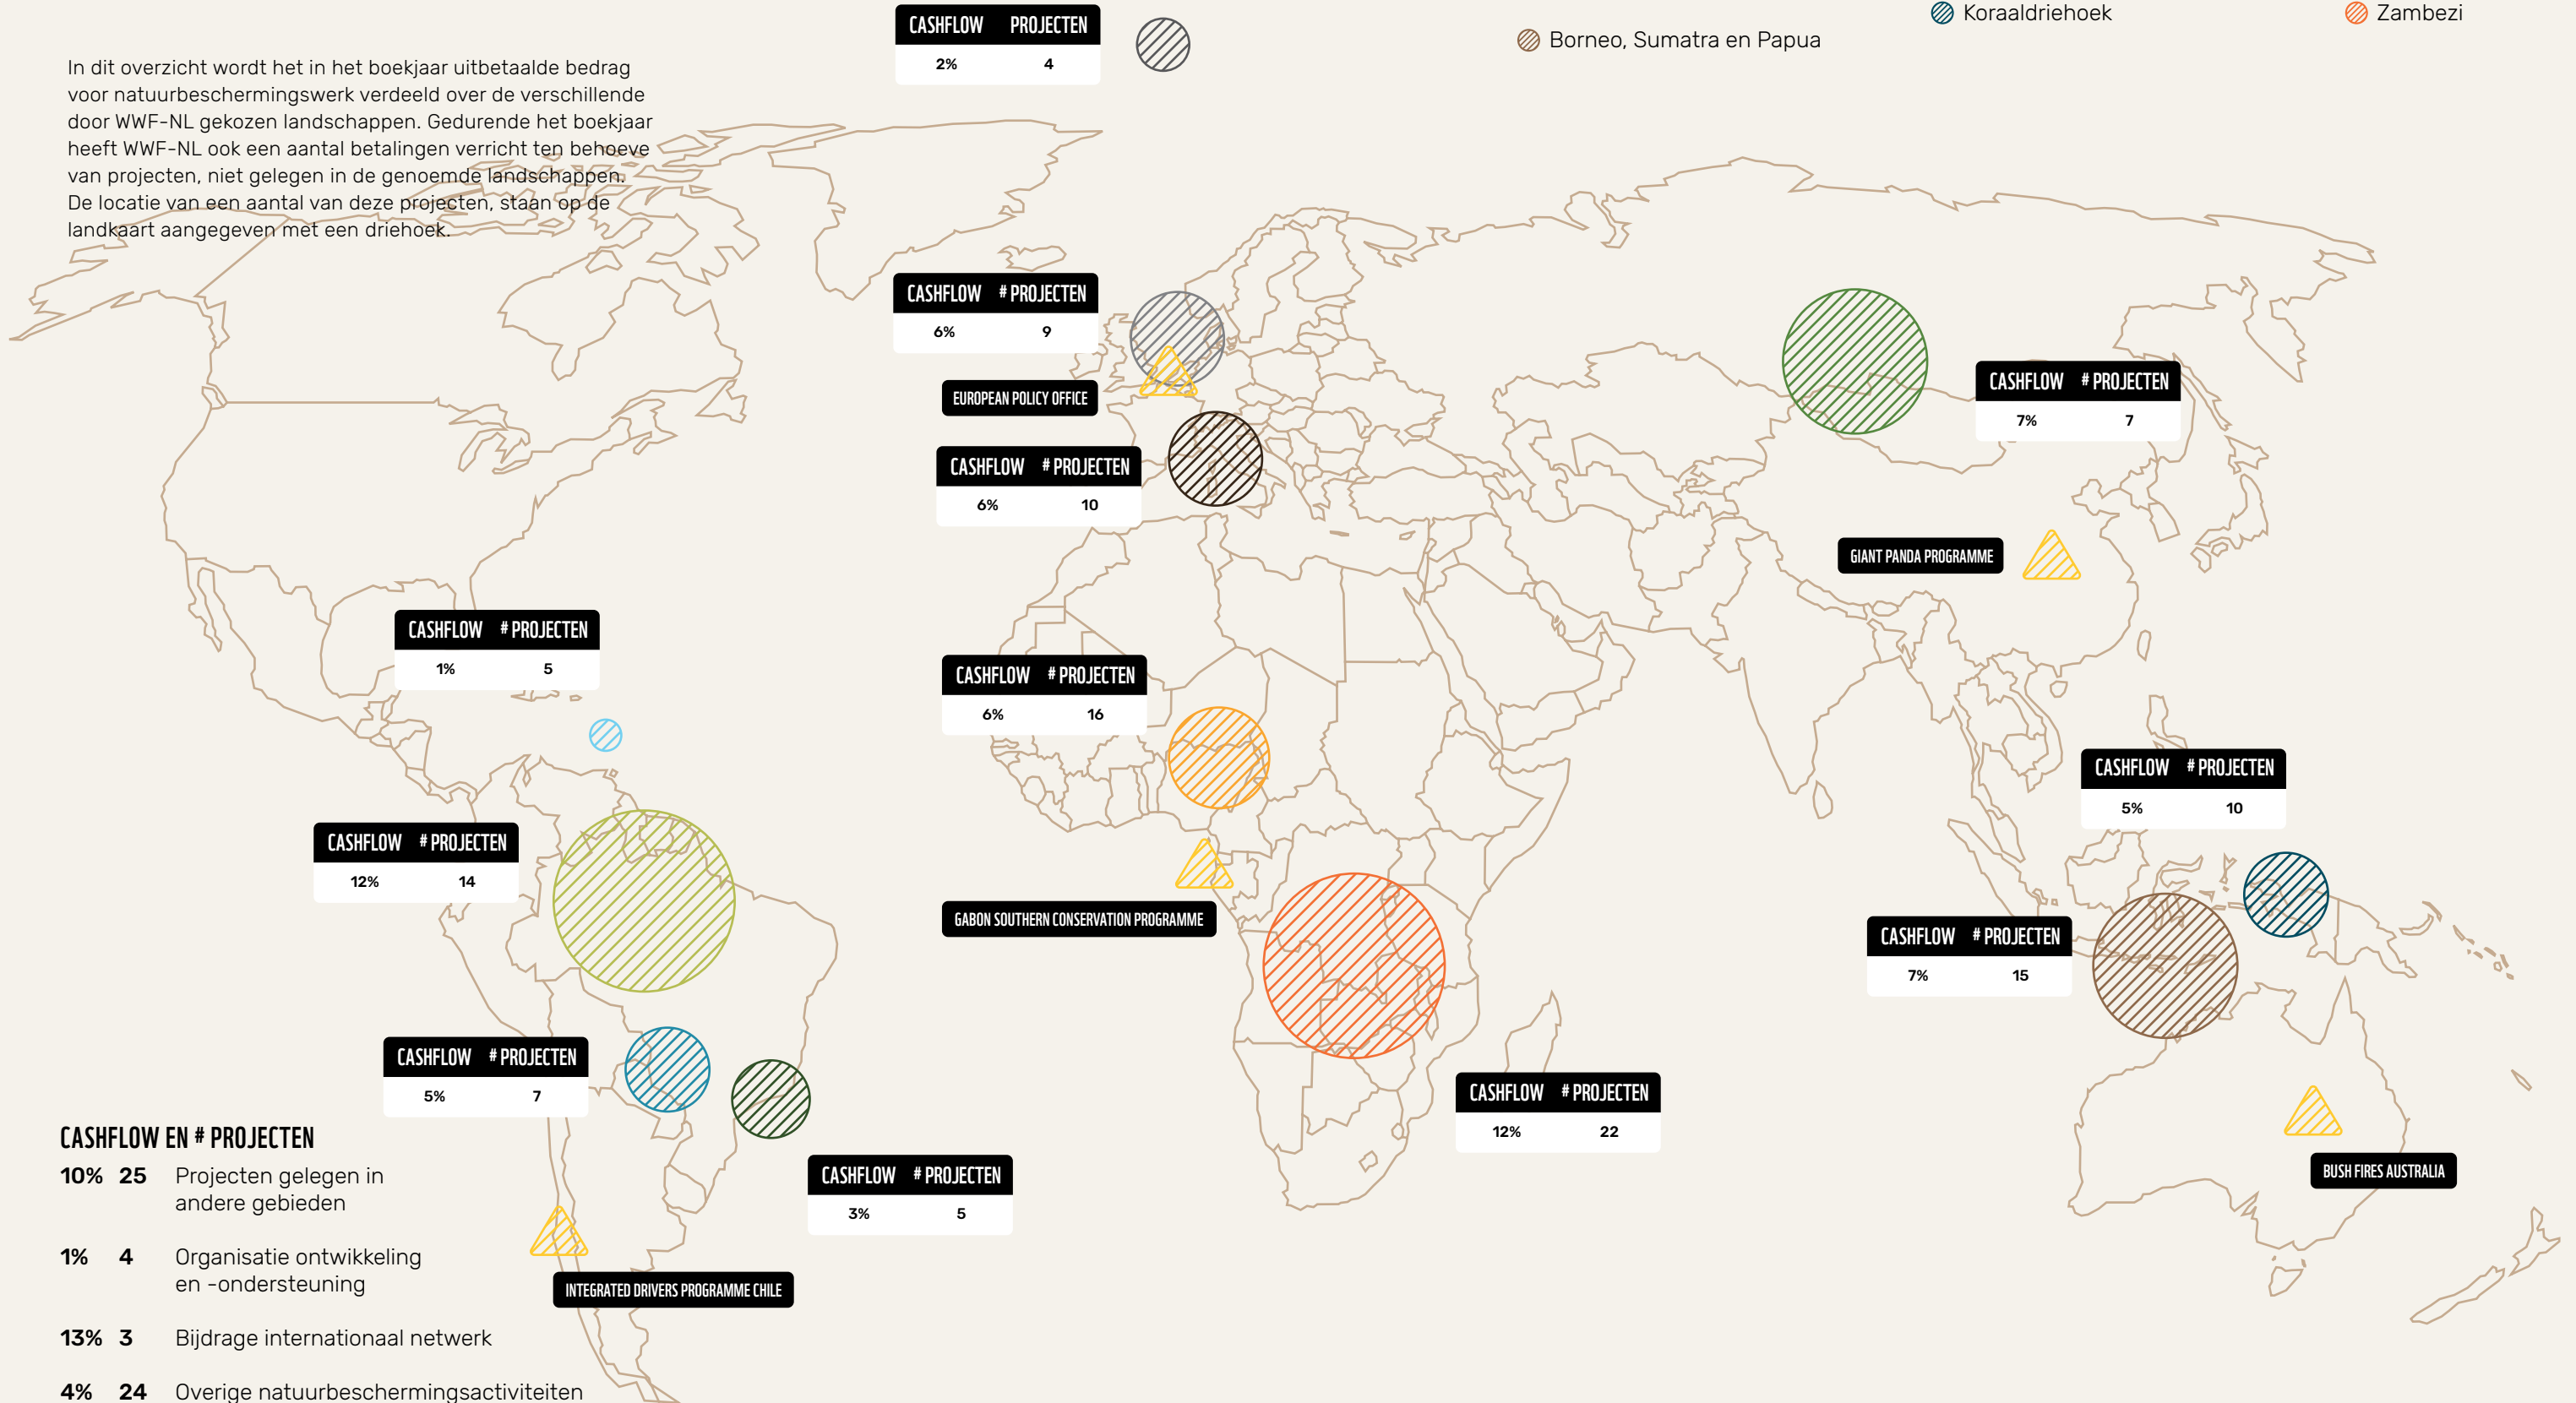 CASHFLOW PROJECTEN
2% 4
Koraaldriehoek
Zambezi
Borneo, Sumatra en Papua
In dit overzicht wordt het in het boekjaar uitbetaalde bedrag
voor natuurbeschermingswerk verdeeld over de verschillende
door WWF-NL gekozen landschappen. Gedurende het boekjaar
heeft WWF-NL ook een aantal betalingen verricht ten behoeve
van projecten, niet gelegen in de genoemde landschappen.
De locatie van een aantal van deze projecten, staan op de
landkaart aangegeven met een driehoek.
CASHFLOW # PROJECTEN
6% 9
EUROPEAN POLICY OFFICE
CASHFLOW # PROJECTEN
6% 10
CASHFLOW # PROJECTEN
7% 7
GIANT PANDA PROGRAMME
CASHFLOW # PROJECTEN
1% 5
CASHFLOW # PROJECTEN
6% 16
CASHFLOW # PROJECTEN
5% 10
CASHFLOW # PROJECTEN
12% 14
GABON SOUTHERN CONSERVATION PROGRAMME
CASHFLOW # PROJECTEN
7% 15
CASHFLOW # PROJECTEN
5% 7
CASHFLOW # PROJECTEN
12% 22
CASHFLOW # PROJECTEN
3% 5
BUSH FIRES AUSTRALIA
INTEGRATED DRIVERS PROGRAMME CHILE
CASHFLOW EN # PROJECTEN
10% 25 Projecten gelegen in
andere gebieden
1% 4 Organisatie ontwikkeling
en -ondersteuning
13% 3 Bijdrage internationaal netwerk
4% 24 Overige natuurbeschermingsactiviteiten